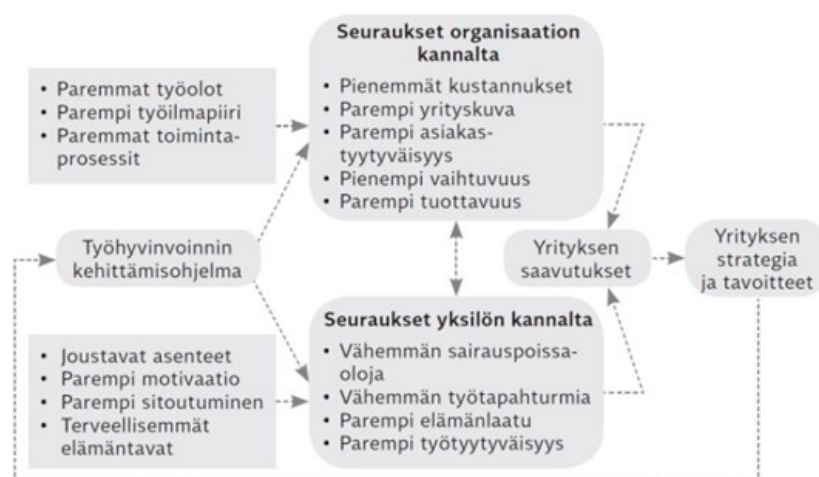 Seuraukset organisaation
kannalta
• Pienemmät kustannukset
• Parempi yrityskuva
• Parempi asiakas-
tyytyväisyys
• Pienempi vaihtuvuus
• Parempi tuottavuus
• Paremmat työolot
• Parempi työilmapiiri
• Paremmat toiminta-
prosessit
Työhyvinvoinnin
kehittämisohjelma
Yrityksen
saavutukset
Yrityksen
strategia
ja tavoitteet
• Joustavat asenteet
• Parempi motivaatio
• Parempi sitoutuminen
• Terveellisemmät
elämäntavat
Seuraukset yksilön kannalta
• Vähemmän sairauspoissa-
oloja
• Vähemmän työtapahturmia
• Parempi elämänlaatu
• Parempi työtyytyväisyys